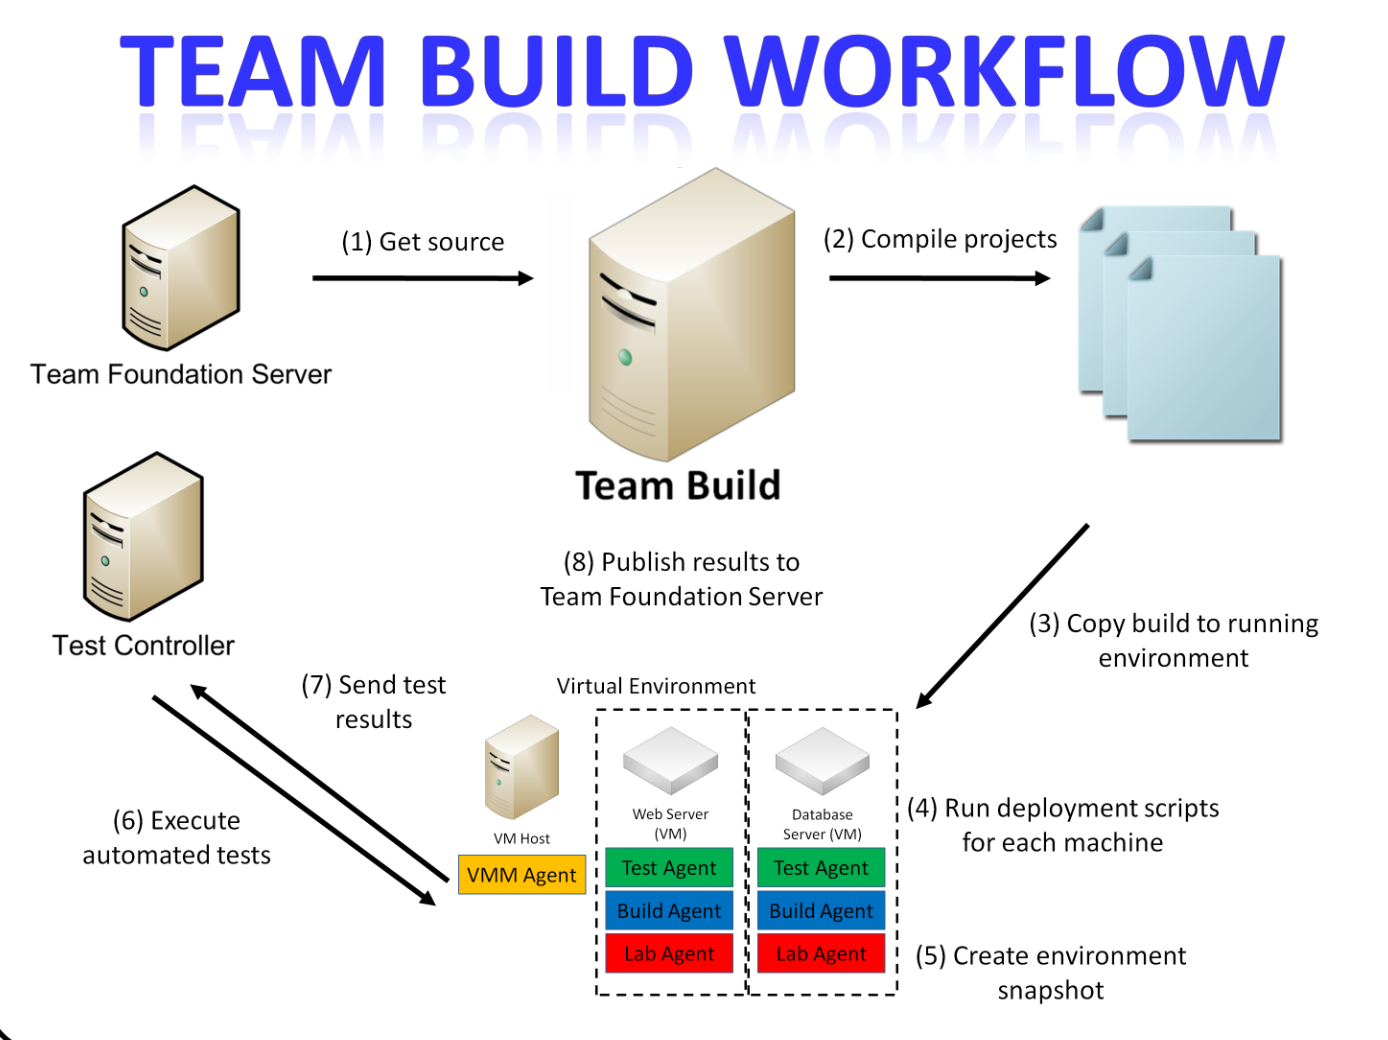 TEAM BUILD WORKFLOW
(1) Get source
(2) Compile projects
Team Foundation Server
Team Build
(8) Publish results to
Team Foundation Server
(3) Copy build to running
environment
Test Controller
(7) Send test
results
Virtual Environment
(6) Execute
automated tests
VM Host
VMM Agent
Web Server
(VM)
Test Agent
Build Agent
Lab Agent
Database
Server (VM)
Test Agent
Build Agent
Lab Agent
(4) Run deployment scripts
for each machine
(5) Create environment
snapshot